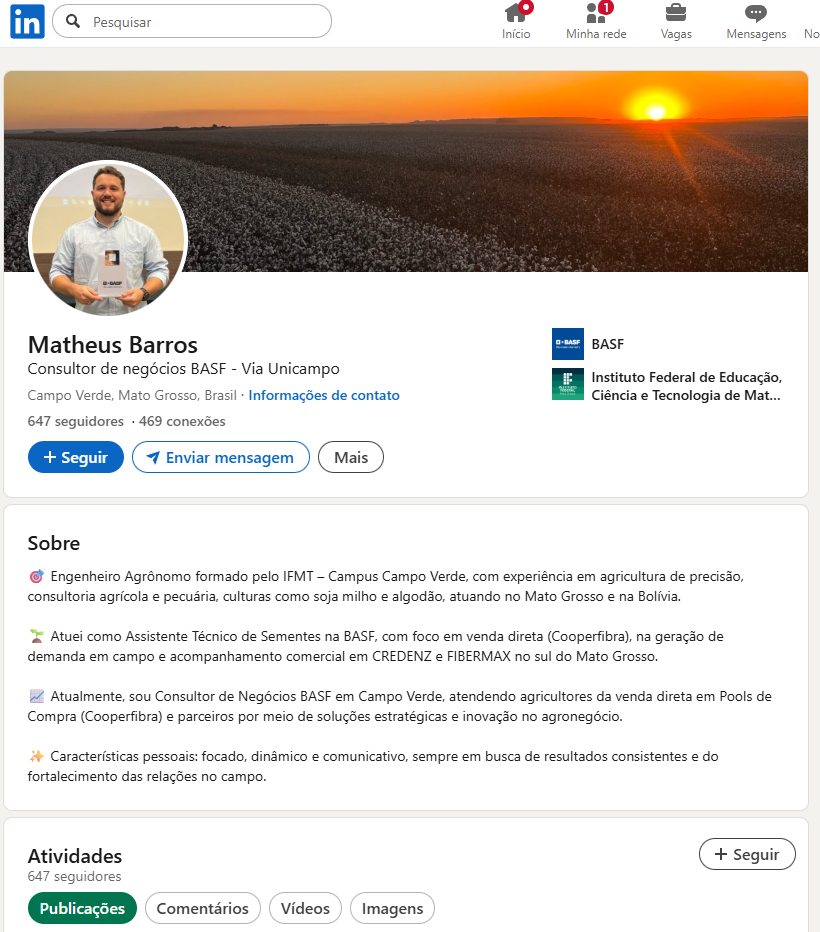 in
Pesquisar
1
Início
Minha rede
Vagas
Mensagens
No
BASF
Matheus Barros
Consultor de negócios BASF - Via Unicampo
Campo Verde, Mato Grosso, Brasil · Informações de contato
647 seguidores · 469 conexões
BASF
BASF
INSTITUTO FEDERAL
Instituto Federal de Educação,
Ciência e Tecnologia de Mat...
+ Seguir
Enviar mensagem
Mais
Sobre
🎯 Engenheiro Agrônomo formado pelo IFMT – Campus Campo Verde, com experiência em agricultura de precisão,
consultoria agrícola e pecuária, culturas como soja milho e algodão, atuando no Mato Grosso e na Bolívia.
🌱 Atuei como Assistente Técnico de Sementes na BASF, com foco em venda direta (Cooperfibra), na geração de
demanda em campo e acompanhamento comercial em CREDENZ e FIBERMAX no sul do Mato Grosso.
📈 Atualmente, sou Consultor de Negócios BASF em Campo Verde, atendendo agricultores da venda direta em Pools de
Compra (Cooperfibra) e parceiros por meio de soluções estratégicas e inovação no agronegócio.
✨ Características pessoais: focado, dinâmico e comunicativo, sempre em busca de resultados consistentes e do
fortalecimento das relações no campo.
Atividades
647 seguidores
+ Seguir
Publicações
Comentários
Vídeos
Imagens